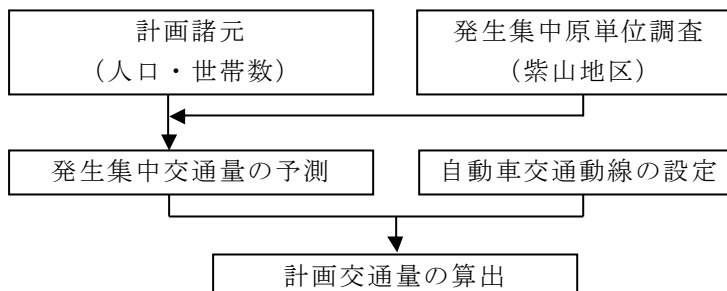 計画諸元
（人口・世帯数）
発生集中原単位調査
（紫山地区）
発生集中交通量の予測
自動車交通動線の設定
計画交通量の算出